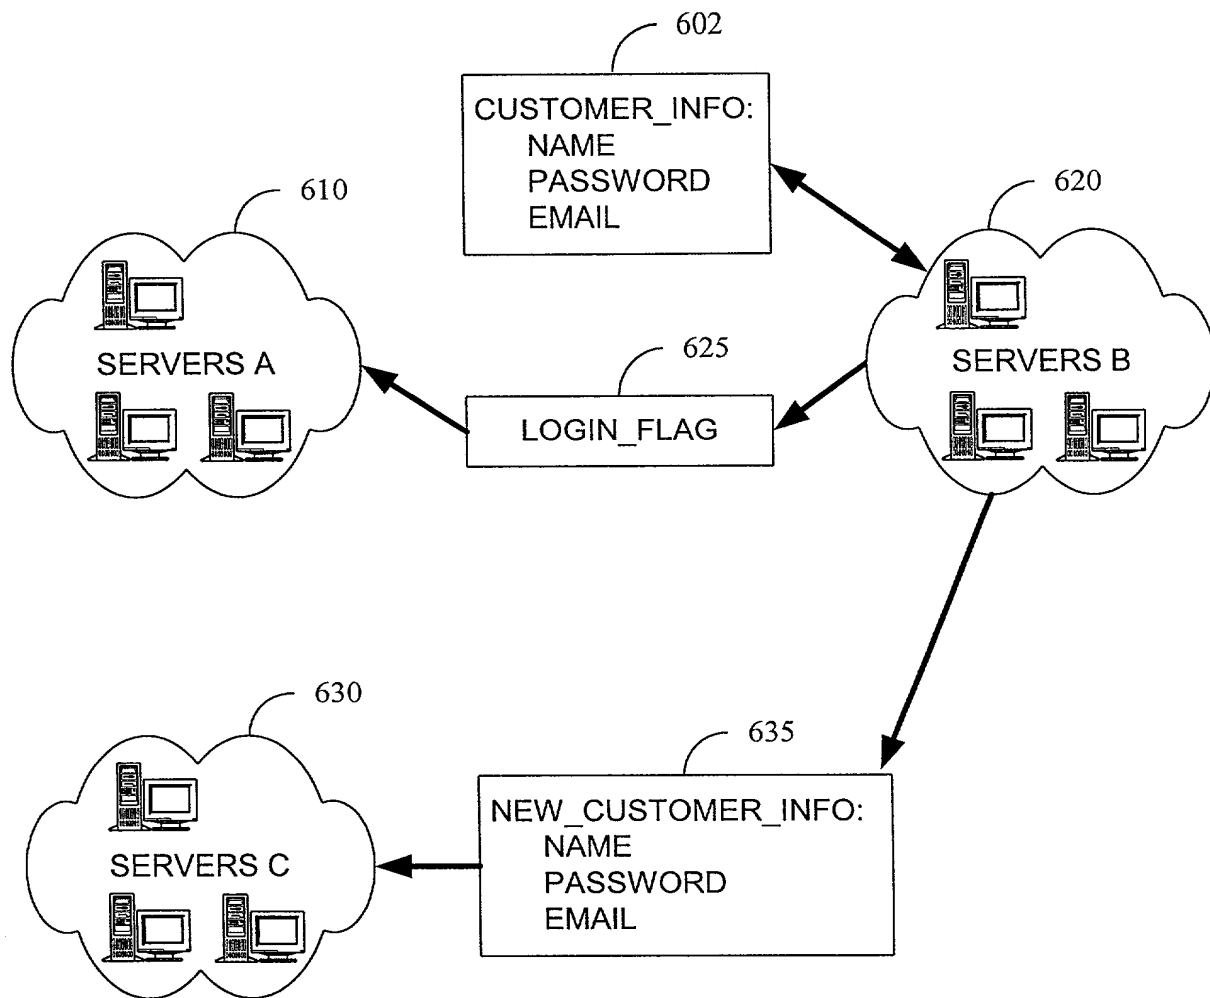 602
CUSTOMER_INFO:
NAME
PASSWORD
EMAIL
610
620
SERVERS A
625
SERVERS B
LOGIN_FLAG
630
635
NEW_CUSTOMER_INFO:
NAME
SERVERS C
PASSWORD
EMAIL